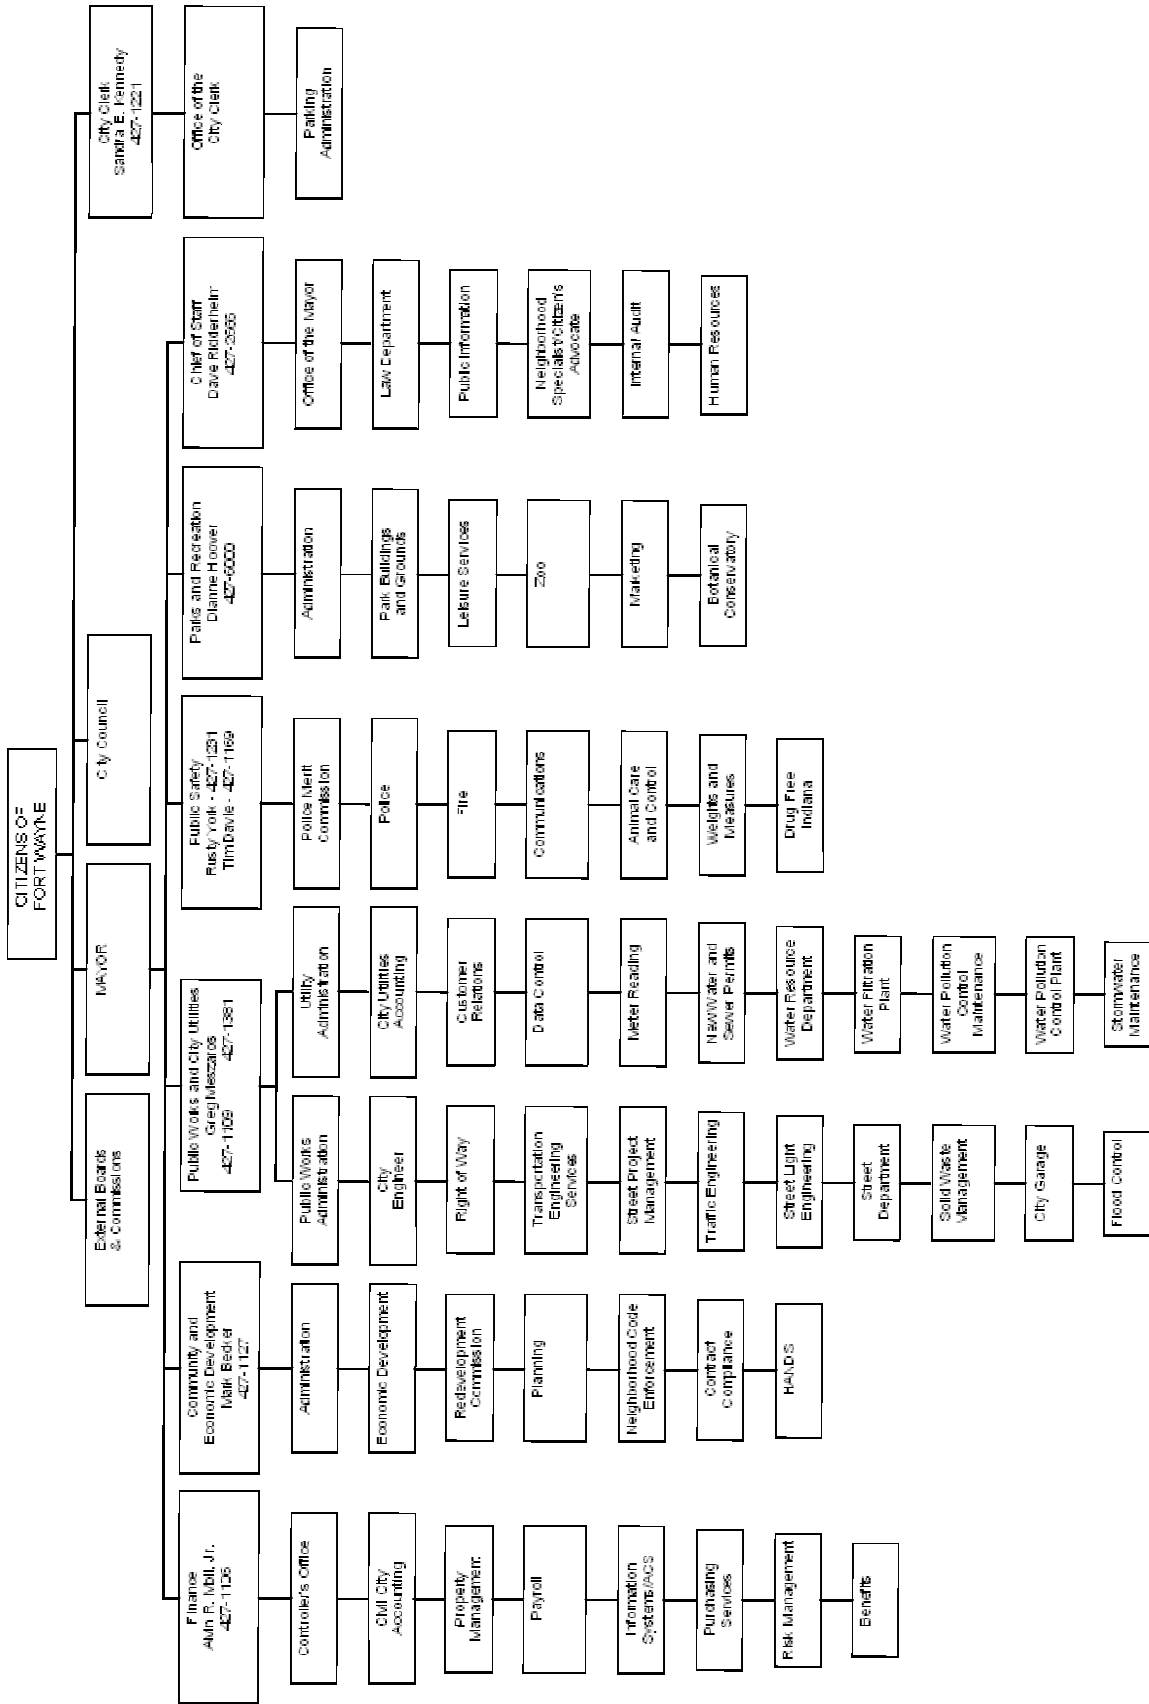 CITIZENS OF
FORT WAYNE
External Boards
& Commissions
MAYOR
City Council
City Clerk
Sandra E. Kennedy
427-1221
Finance
427-1106
Community and
Economic Development
Mark Becker
427-1127
Public Works and City Utilities
Greg Meszaros
427-1109 427-1381
Public Safety
Rusty York - 427-1231
Tim Davie - 427-1169
Parks and Recreation
Dianne Hoover
427-6000
Chief of Staff
Dave Ridderheim
Office of the
City Clerk
Parking
Administration
Controller's Office
Civil City
Accounting
Property
Management
Payroll
Information
Systems/ACS
Purchasing
Services
Risk Management
Benefits
Administration
Economic Development
Redevelopment
Commission
Planning
Neighborhood Code
Enforcement
Contract
Compliance
HANDS
Public Works
Administration
City
Engineer
Right of Way
Transportation
Engineering
Services
Street Project
Management
Traffic Engineering
Street Light
Engineering
Street
Department
Solid Waste
Management
City Garage
Flood Control
Utility
Administration
City Utilities
Accounting
Customer
Relations
Data Control
Meter Reading
New Water and
Sewer Permits
Water Resource
Department
Water Filtration
Plant
Water Pollution
Control
Maintenance
Water Pollution
Control Plant
Stormwater
Maintenance
Police Merit
Commission
Police
Fire
Communications
Animal Care
and Control
Weights and
Measures
Drug Free
Indiana
Administration
Park Buildings
and Grounds
Leisure Services
Zoo
Marketing
Botanical
Conservatory
Office of the Mayor
Law Department
Public Information
Neighborhood
Specialist/Citizen's
Advocate
Internal Audit
Human Resources